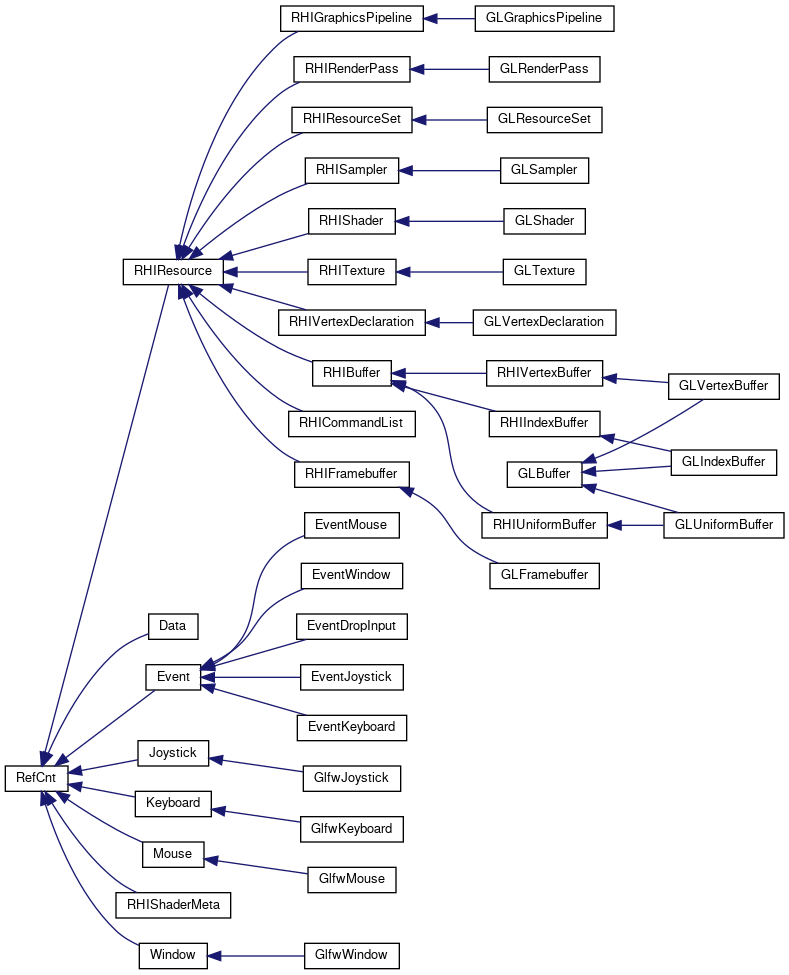 RHIGraphicsPipeline
GLGraphicsPipeline
RHIRenderPass
GLRenderPass
RHIResourceSet
GLResourceSet
RHISampler
GLSampler
RHIShader
GLShader
RHIResource
RHITexture
GLTexture
RHIVertexDeclaration
GLVertexDeclaration
RHIBuffer
RHIVertexBuffer
GLVertexBuffer
RHICommandList
RHIIndexBuffer
GLIndexBuffer
RHIFramebuffer
GLBuffer
EventMouse
RHIUniformBuffer
GLUniformBuffer
EventWindow
GLFramebuffer
Data
EventDropInput
Event
EventJoystick
EventKeyboard
Joystick
RefCnt
GlfwJoystick
Keyboard
GlfwKeyboard
Mouse
GlfwMouse
RHIShaderMeta
Window
GlfwWindow